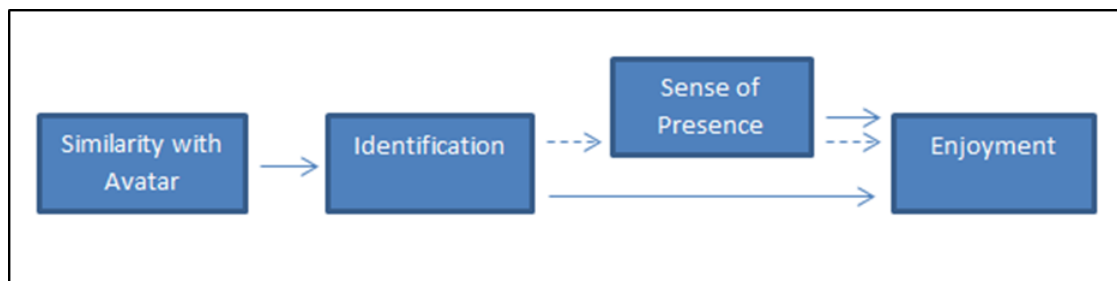 Similarity with
Avatar
Identification
Sense of
Presence
Enjoyment